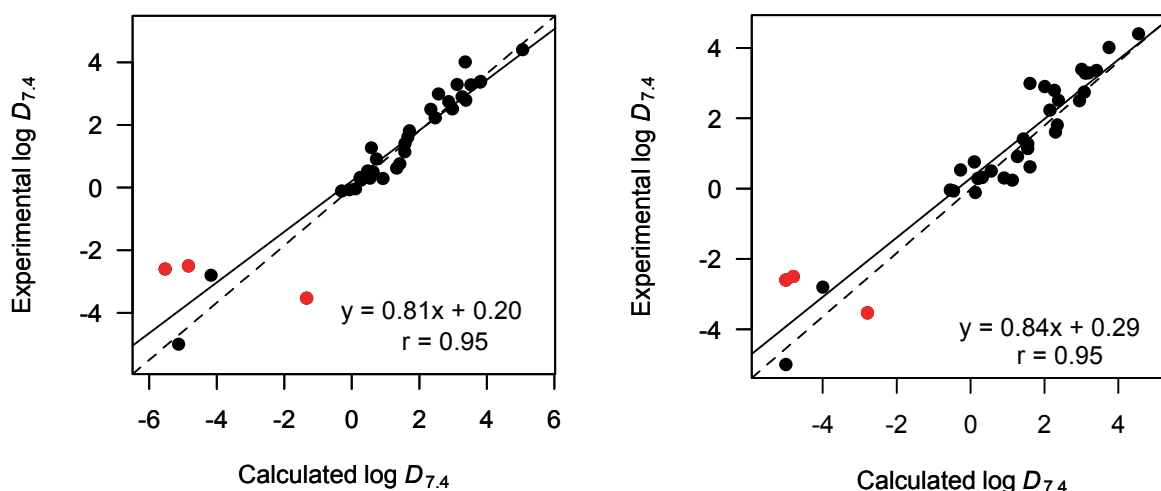 Experimental log D7.4
4
2
0
-2
-4
y = 0.81x + 0.20
r = 0.95
-6
-4
-2
0
2
4
6
Calculated log D7.4
Experimental log D7.4
4
2
0
-2
-4
y = 0.84x + 0.29
r = 0.95
-4
-2
0
2
4
Calculated log D7.4